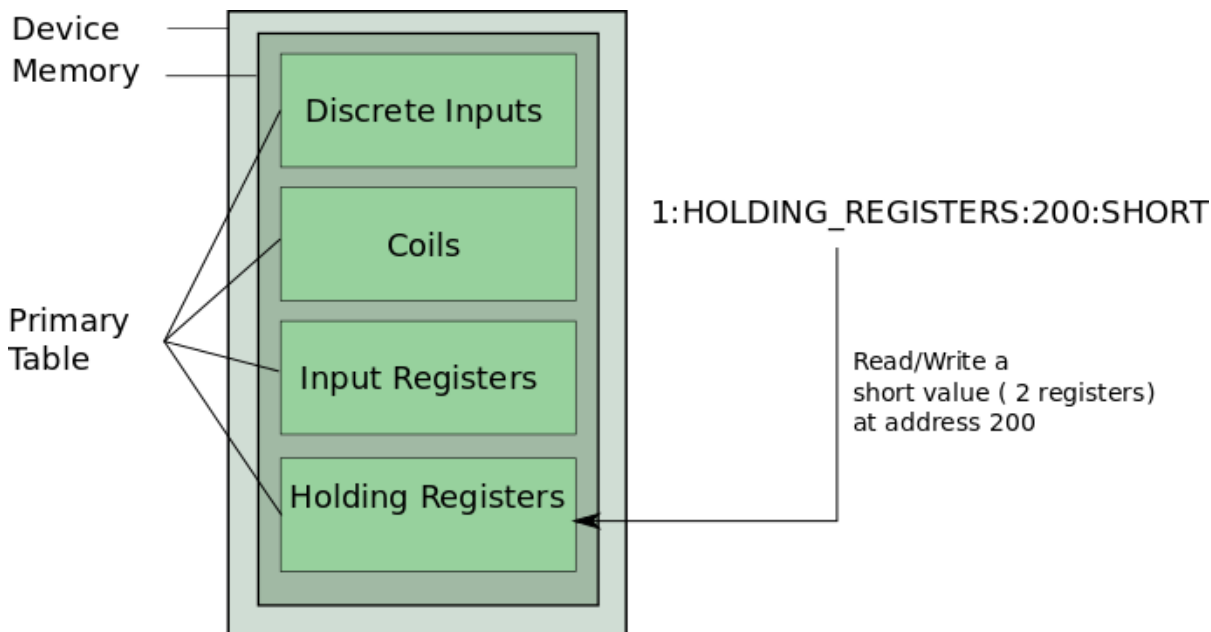 Device
Memory
Discrete Inputs
1:HOLDING_REGISTERS:200:SHORT
Coils
Primary
Table
Input Registers
Read/Write a
short value ( 2 registers)
at address 200
Holding Registers